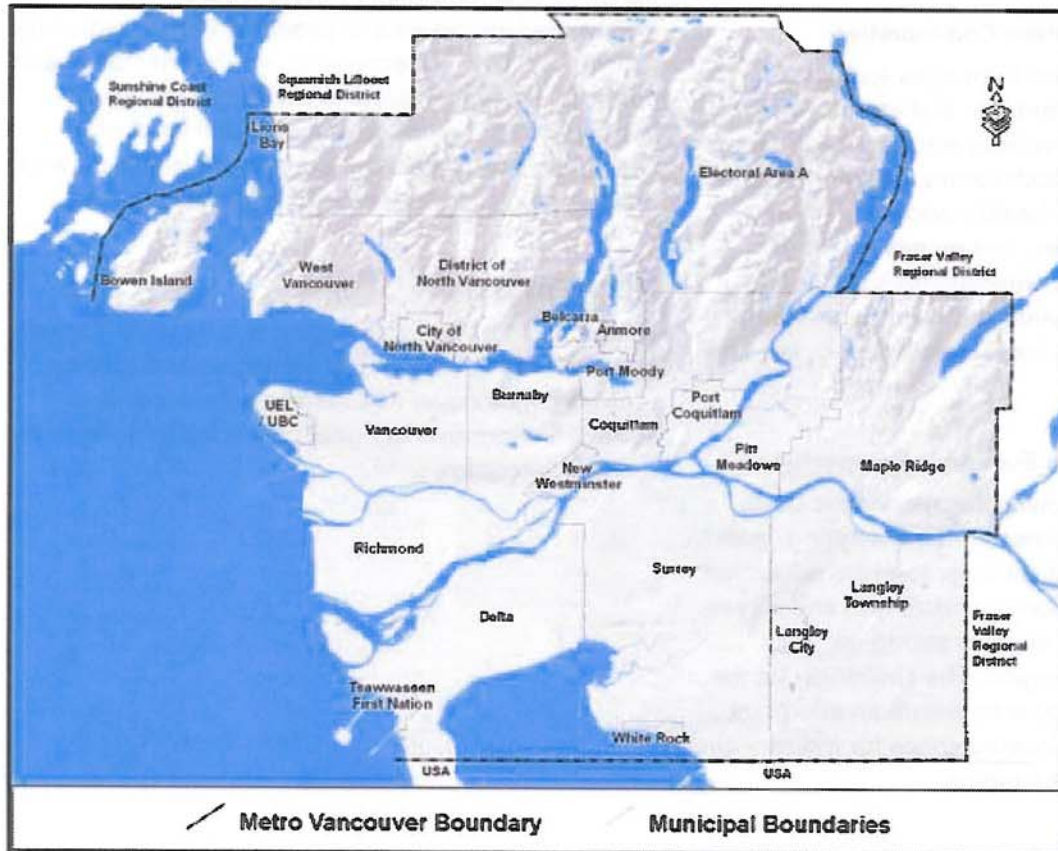 Sunshine Coast
Regional District
Squamish Lillooet
Regional District
N
Lions
Bay
Electoral Area A
Bowen Island
West
Vancouver
District of
North Vancouver
Fraser Valley
Regional District
Belcarra
Anmore
City of
North Vancouver
Port Moody
Burnaby
Port
Coquitlam
UEL
/ UBC
Vancouver
Coquitlam
Pitt
Meadows
Maple Ridge
New
Westminster
Richmond
Surrey
Langley
Township
Delta
Langley
City
Fraser
Valley
Regional
District
Tsawwassen
First Nation
White Rock
USA
USA
Metro Vancouver Boundary
Municipal Boundaries